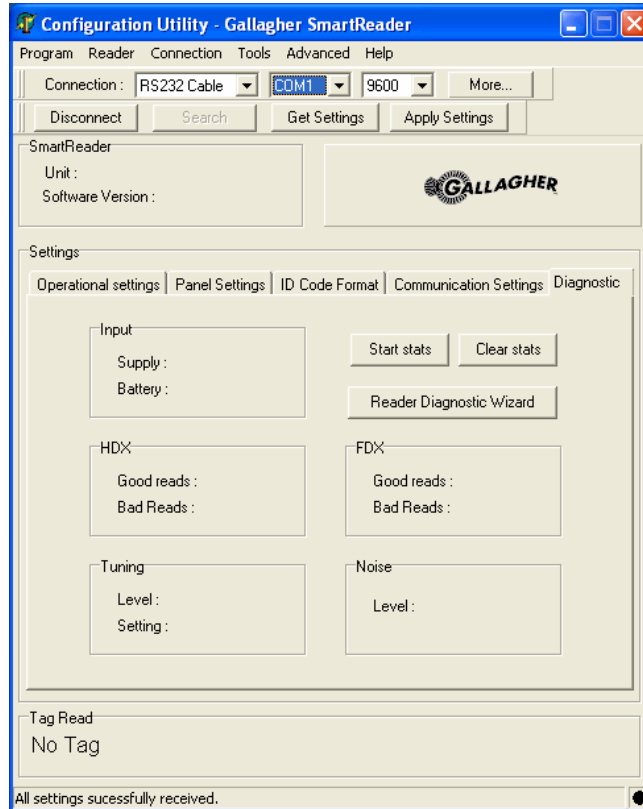 Configuration Utility - Gallagher SmartReader
Program Reader Connection Tools Advanced Help
Connection : RS232 Cable COM1 9600 More...
Disconnect Search Get Settings Apply Settings
SmartReader
Unit :
Software Version :
GALLAGHER
Settings
Operational settings Panel Settings ID Code Format Communication Settings Diagnostic
Input
Supply :
Battery :
Start stats Clear stats
Reader Diagnostic Wizard
HDX
Good reads :
Bad Reads :
FDX
Good reads :
Bad Reads :
Tuning
Level :
Setting :
Noise
Level :
Tag Read
No Tag
All settings sucessfully received.